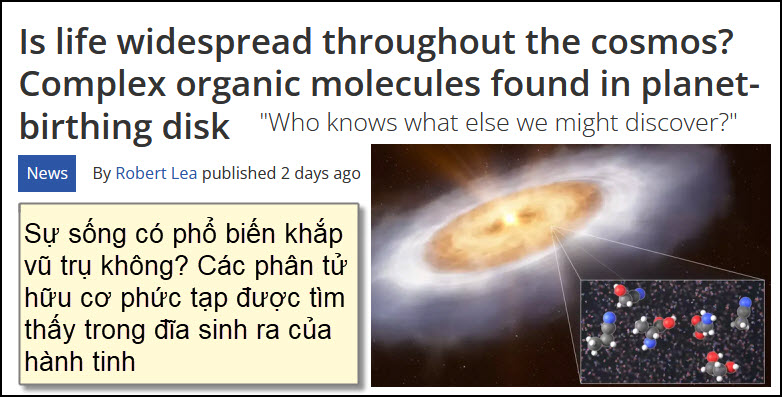 Is life widespread throughout the cosmos?
Complex organic molecules found in planet-
birthing disk "Who knows what else we might discover?"
News By Robert Lea published 2 days ago
Sự sống có phổ biến khắp
vũ trụ không? Các phân tử
hữu cơ phức tạp được tìm
thấy trong đĩa sinh ra của
hành tinh